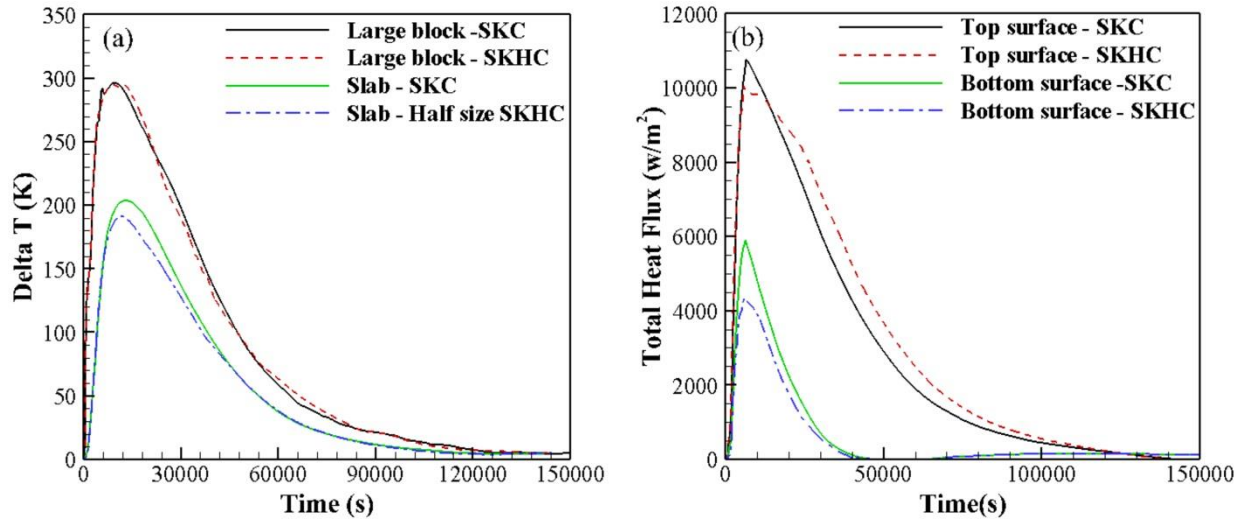 (a)
Large block -SKC
Large block - SKHC
Slab - SKC
Slab - Half size SKHC
Delta T (K)
350
300
250
200
150
100
50
0
0 30000 60000 90000 120000 150000
Time (s)
(b)
Top surface - SKC
Top surface - SKHC
Bottom surface -SKC
Bottom surface - SKHC
Total Heat Flux (w/m²)
12000
10000
8000
6000
4000
2000
0
0 50000 100000 150000
Time(s)